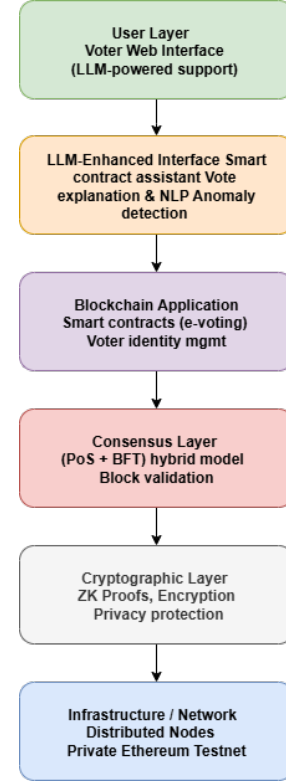 User Layer
Voter Web Interface
(LLM-powered support)
LLM-Enhanced Interface Smart
contract assistant Vote
explanation & NLP Anomaly
detection
Blockchain Application
Smart contracts (e-voting)
Voter identity mgmt
Consensus Layer
(PoS + BFT) hybrid model
Block validation
Cryptographic Layer
ZK Proofs, Encryption
Privacy protection
Infrastructure / Network
Distributed Nodes
Private Ethereum Testnet